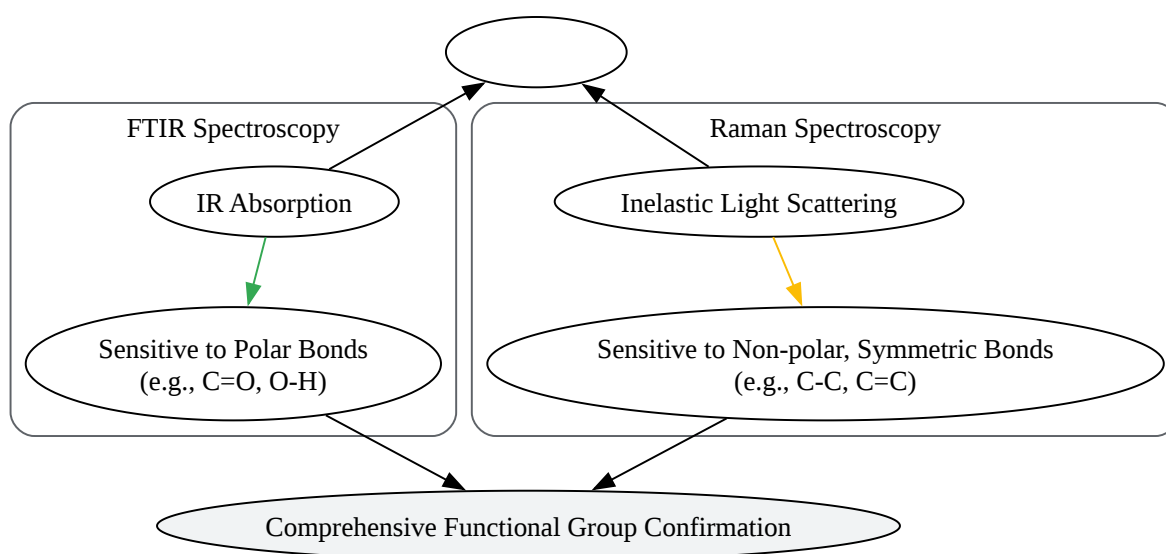 FTIR Spectroscopy
Raman Spectroscopy
IR Absorption
Inelastic Light Scattering
Sensitive to Polar Bonds
(e.g., C=O, O-H)
Sensitive to Non-polar, Symmetric Bonds
(e.g., C-C, C=C)
Comprehensive Functional Group Confirmation